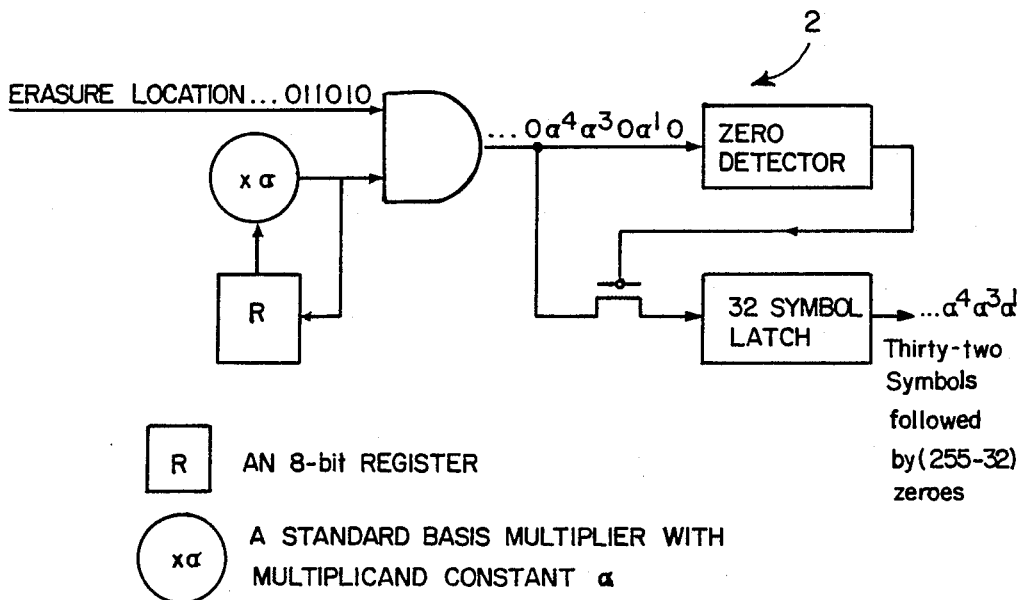 2
ERASURE LOCATION...011010
...0α⁴α³0α¹0
ZERO
DETECTOR
xα
R
32 SYMBOL
LATCH
...α⁴α³α¹
Thirty-two
Symbols
followed
by(255-32)
zeroes
R
AN 8-bit REGISTER
xα
A STANDARD BASIS MULTIPLIER WITH
MULTIPLICAND CONSTANT α